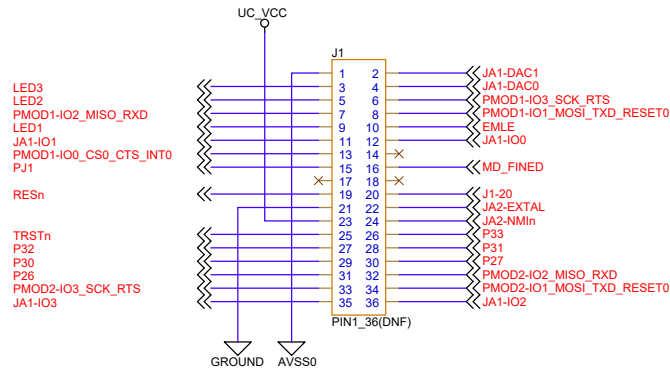 UC_VCC
J1
1 2 JA1-DAC1
LED3 3 4 JA1-DAC0
LED2 5 6 PMOD1-IO3_SCK_RTS
PMOD1-IO2_MISO_RXD 7 8 PMOD1-IO1_MOSI_TXD_RESET0
LED1 9 10 EMLE
JA1-IO1 11 12 JA1-IO0
PMOD1-IO0_CS0_CTS_INT0 13 14
PJ1 15 16 MD_FINED
17 18
RESn 19 20 J1-20
21 22 JA2-EXTAL
23 24 JA2-NMIn
TRSTn 25 26 P33
P32 27 28 P31
P30 29 30 P27
P26 31 32 PMOD2-IO2_MISO_RXD
PMOD2-IO3_SCK_RTS 33 34 PMOD2-IO1_MOSI_TXD_RESET0
JA1-IO3 35 36 JA1-IO2
PIN1_36(DNF)
GROUND AVSS0